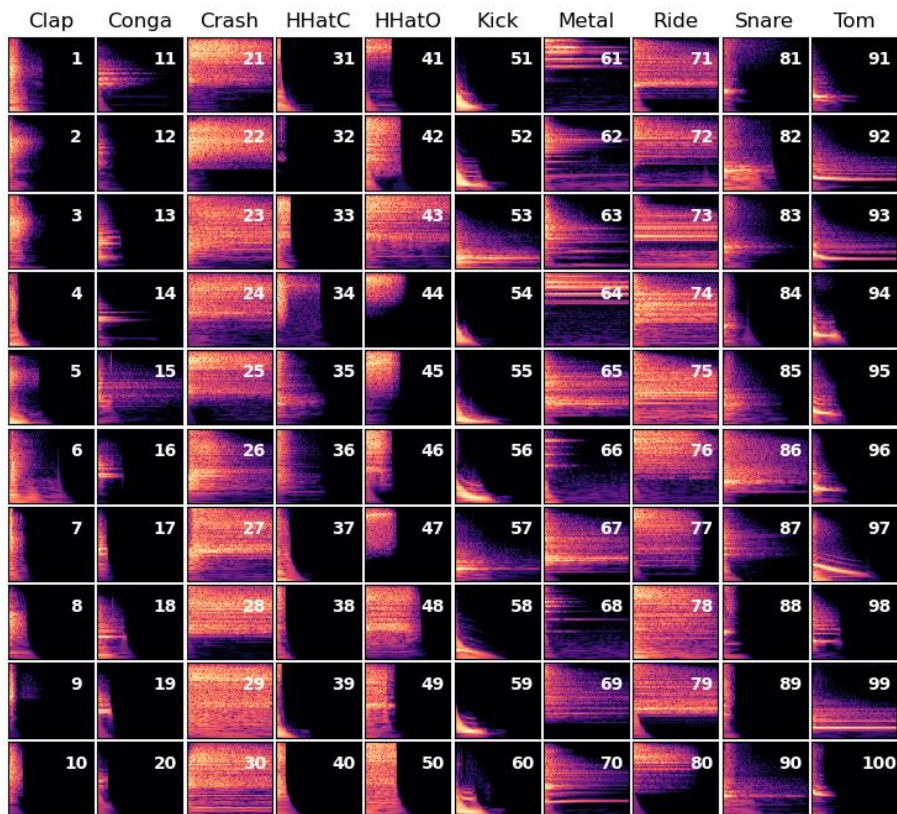 Clap Conga Crash HHatC HHatO Kick Metal Ride Snare Tom
1 11 21 31 41 51 61 71 81 91
2 12 22 32 42 52 62 72 82 92
3 13 23 33 43 53 63 73 83 93
4 14 24 34 44 54 64 74 84 94
5 15 25 35 45 55 65 75 85 95
6 16 26 36 46 56 66 76 86 96
7 17 27 37 47 57 67 77 87 97
8 18 28 38 48 58 68 78 88 98
9 19 29 39 49 59 69 79 89 99
10 20 30 40 50 60 70 80 90 100